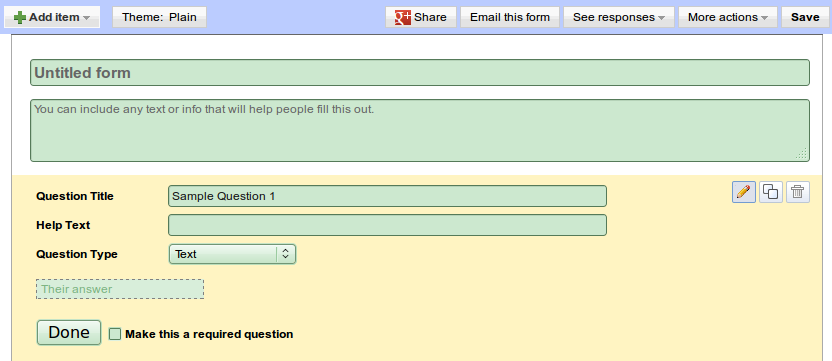 Add item Theme: Plain Share Email this form See responses More actions Save
Untitled form
You can include any text or info that will help people fill this out.
Question Title Sample Question 1
Help Text
Question Type Text
Their answer
Done Make this a required question